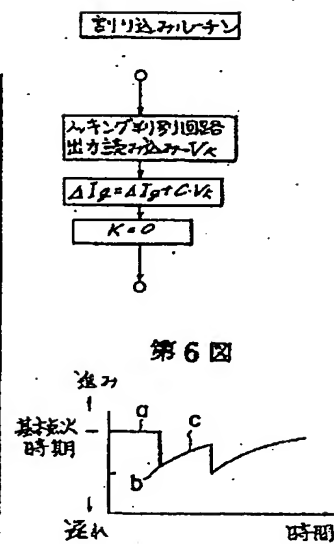 割り込みルーチン
ノッキング判別回路
出力読み込み→VK
ΔIg=ΔIg+C·VK
K=0
第6図
進み
a
c
基本点火
時期
b
遅れ
時間